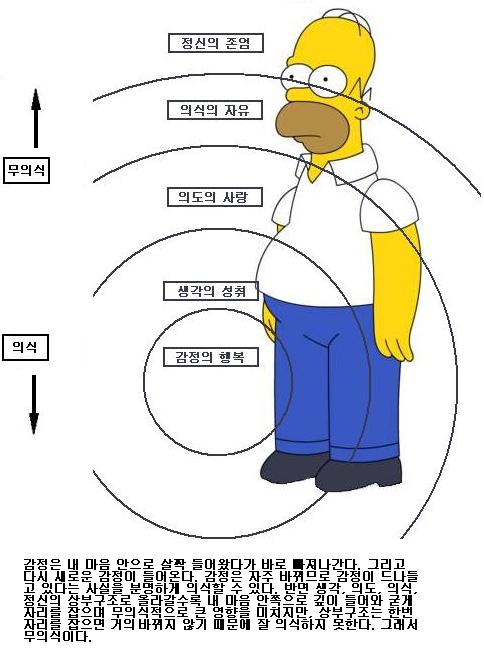 정신의 존엄
의식의 자유
무의식
의도의 사랑
생각의 성취
의식
감정의 행복
감정은 내 마음 안으로 살짝 들어왔다가 바로 빠져나간다. 그리고
다시 새로운 감정이 들어온다. 감정은 자주 바뀌므로 감정이 드나들
고 있다는 사실을 분명하게 의식할 수 있다. 반면 생각, 의도, 의식,
정신의 상부구조로 올라갈수록 내 마음 안쪽으로 깊이 들어와 굳게
자리를 잡으며 무의식적으로 큰 영향을 미치지만, 상부구조는 한번
자리를 잡으면 거의 바뀌지 않기 때문에 잘 의식하지 못한다. 그래서
무의식이다.